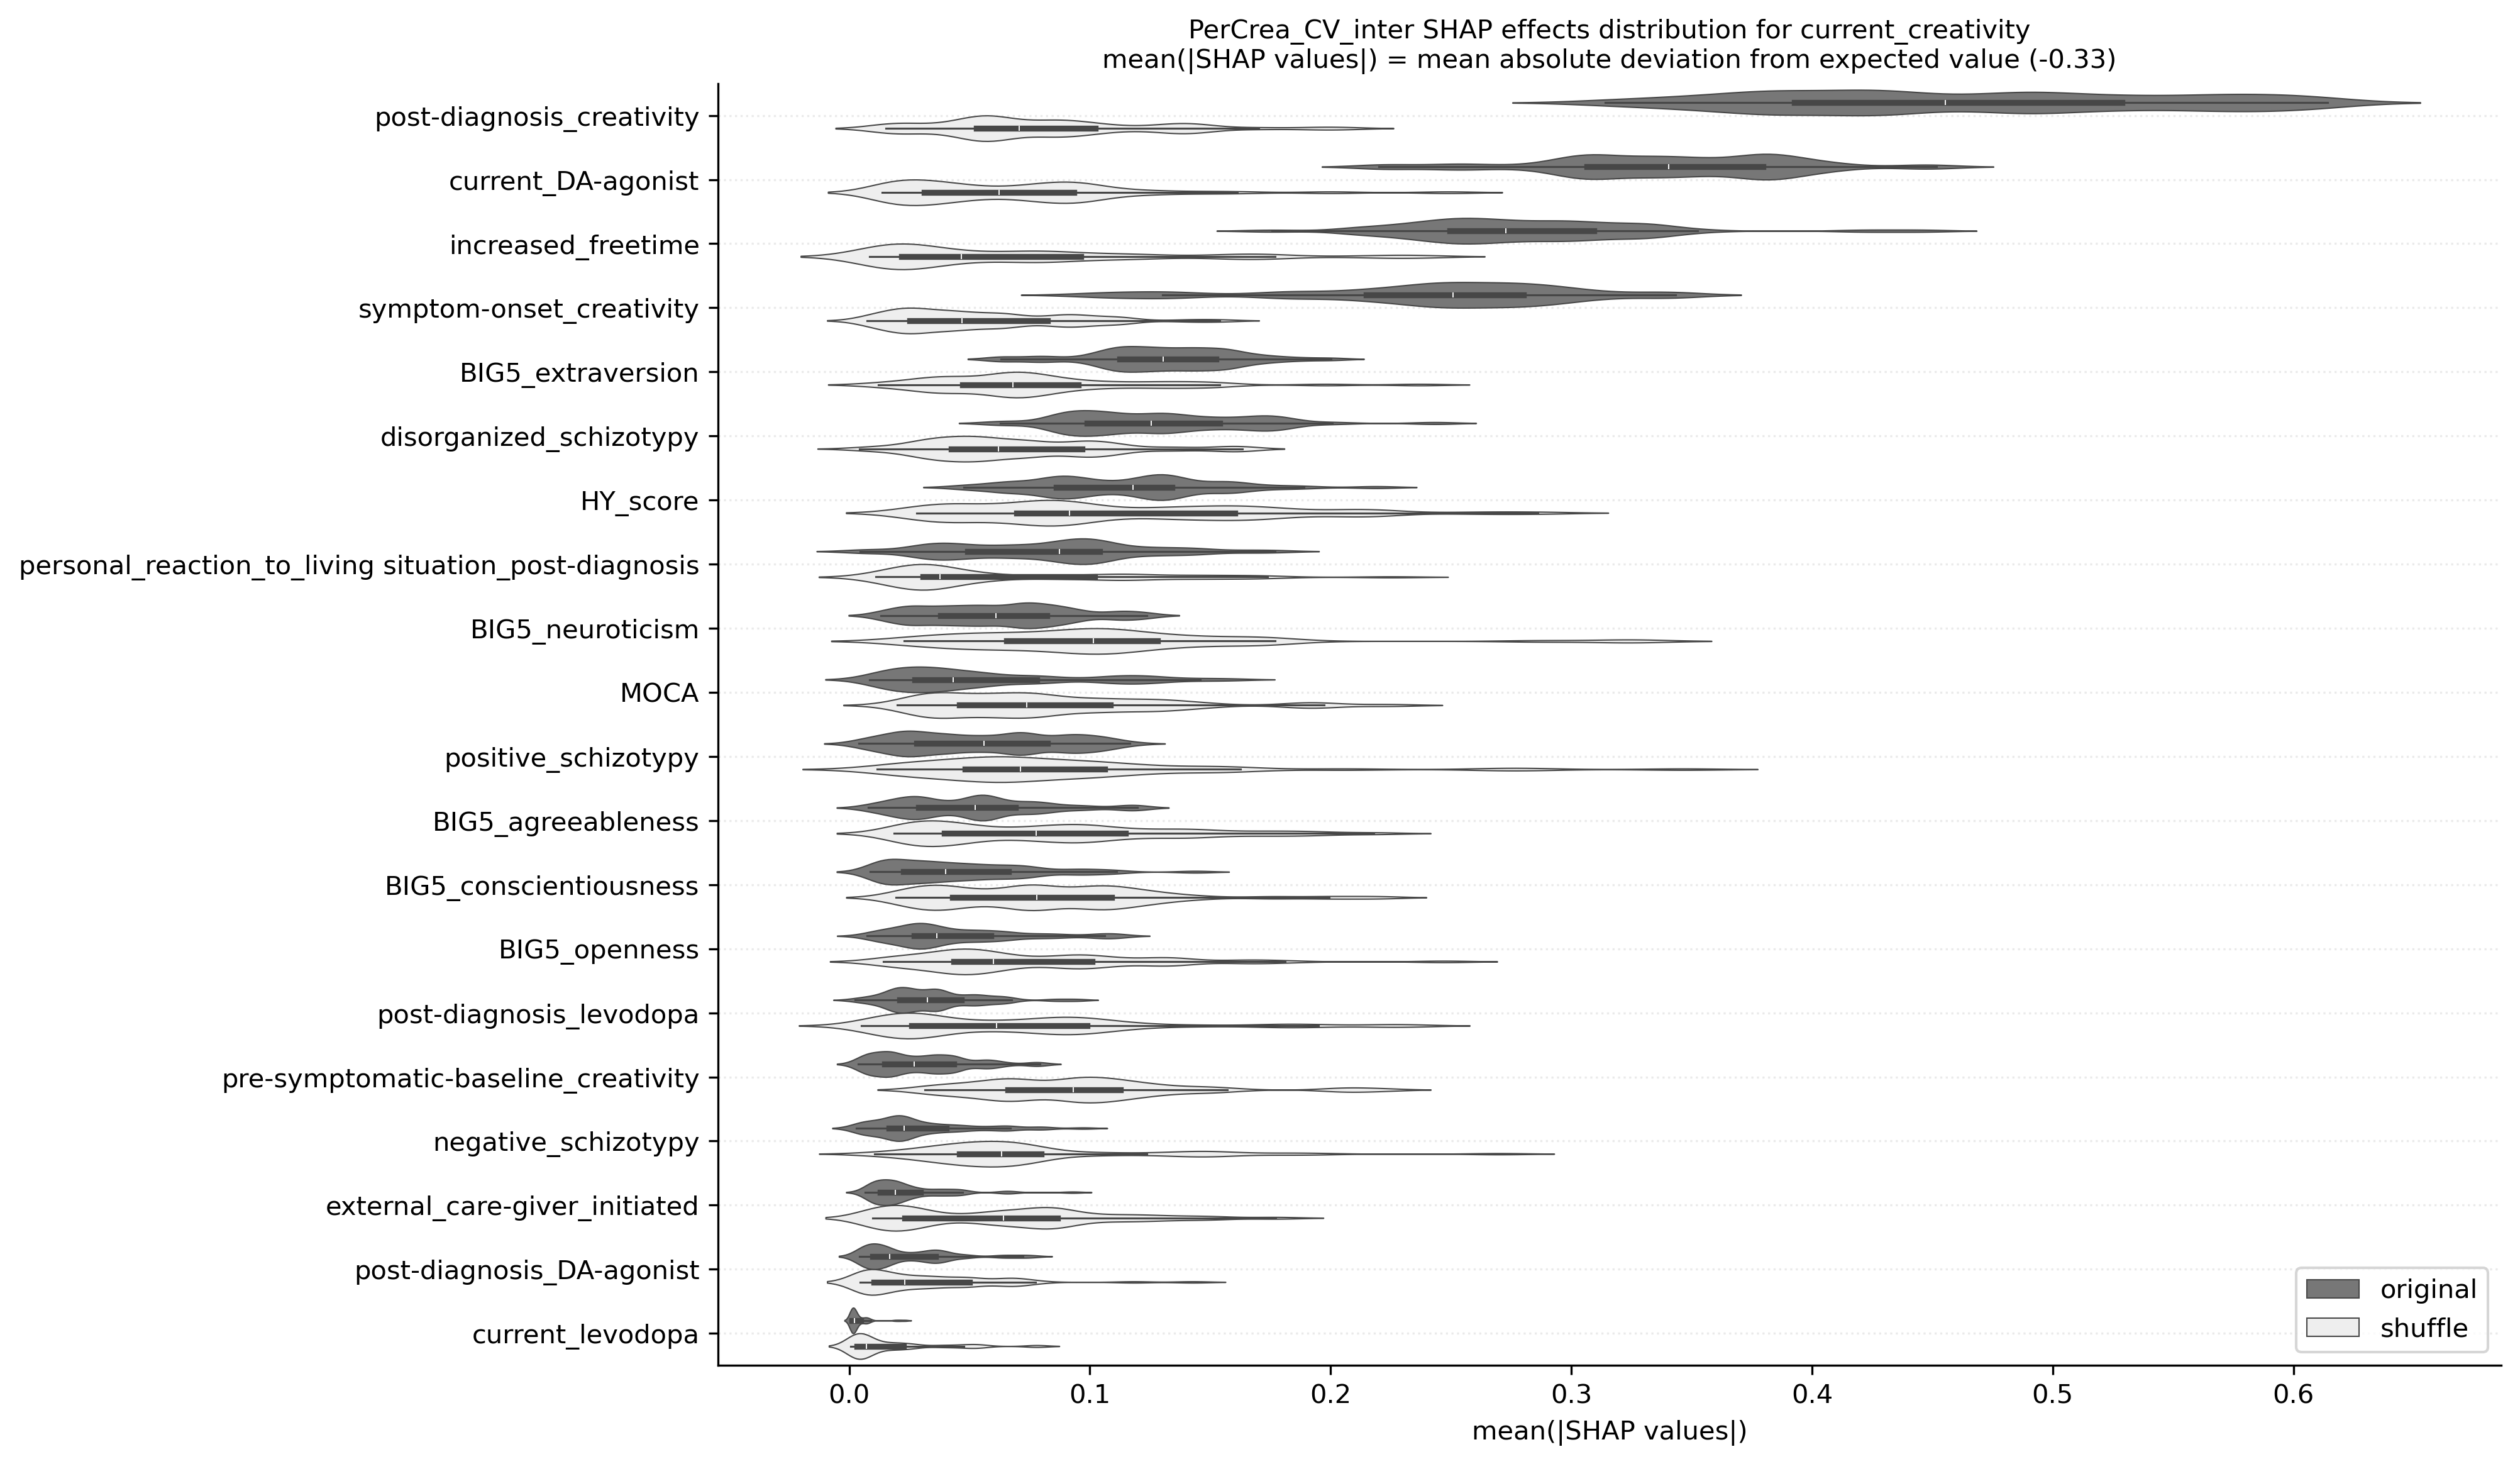 PerCrea_CV_inter SHAP effects distribution for current_creativity
mean(|SHAP values|) = mean absolute deviation from expected value (-0.33)
post-diagnosis_creativity
current_DA-agonist
increased_freetime
symptom-onset_creativity
BIG5_extraversion
disorganized_schizotypy
HY_score
personal_reaction_to_living situation_post-diagnosis
BIG5_neuroticism
MOCA
positive_schizotypy
BIG5_agreeableness
BIG5_conscientiousness
BIG5_openness
post-diagnosis_levodopa
pre-symptomatic-baseline_creativity
negative_schizotypy
external_care-giver_initiated
post-diagnosis_DA-agonist
current_levodopa
original
shuffle
0.0 0.1 0.2 0.3 0.4 0.5 0.6
mean(|SHAP values|)